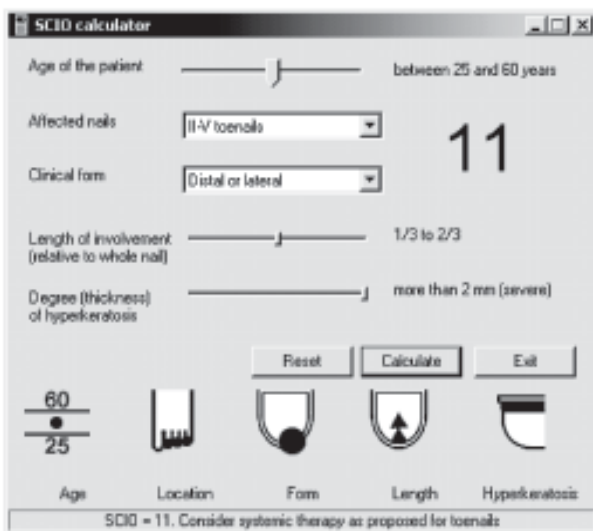 SCIO calculator
Age of the patient
between 25 and 60 years
Affected nails
II-V toenails
11
Clinical form
Distal or lateral
Length of involvement
(relative to whole nail)
1/3 to 2/3
Degree (thickness)
of hyperkeratosis
more than 2 mm (severe)
Reset Calculate Exit
60
25
Age Location Form Length Hyperkeratosis
SCIO = 11. Consider systemic therapy as proposed for toenails